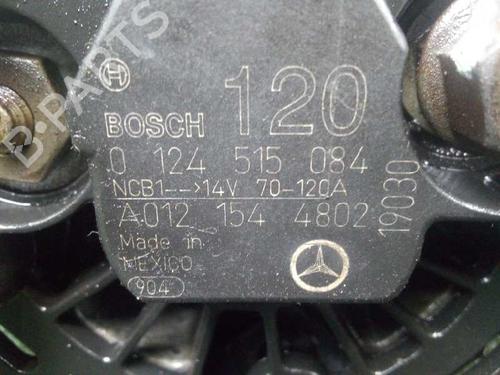 B-PARTS
120
BOSCH
0 124 515 084
NCB1-->14V 70-120A
A012 154 4802
19030
Made in
MEXICO
904